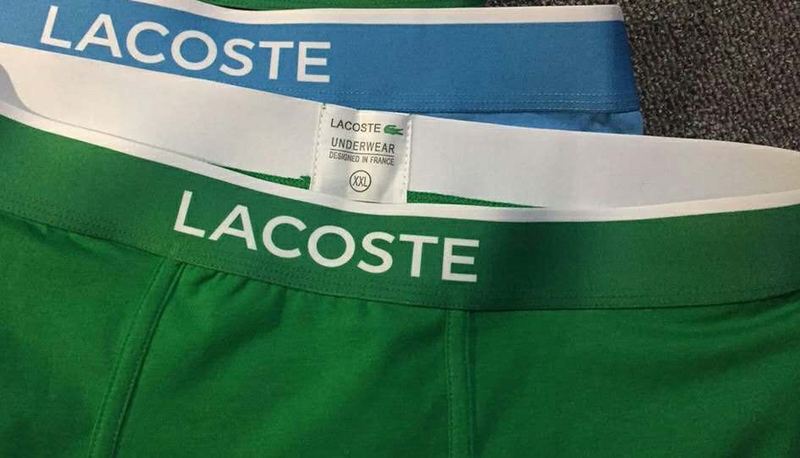 LACOSTE
LACOSTE
UNDERWEAR
DESIGNED IN FRANCE
XXL
LACOSTE